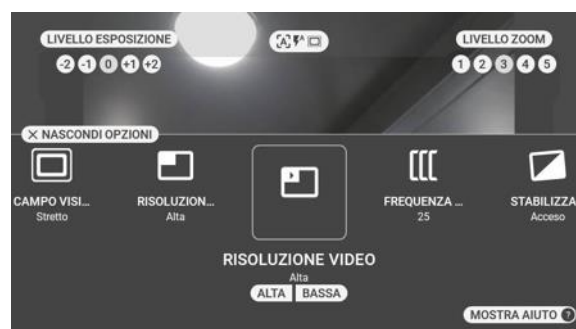 LIVELLO ESPOSIZIONE
-2 -1 0 +1 +2
A
LIVELLO ZOOM
1 2 3 4 5
NASCONDI OPZIONI
CAMPO VISI...
Stretto
RISOLUZION...
Alta
RISOLUZIONE VIDEO
Alta
ALTA BASSA
FREQUENZA ...
25
STABILIZZA
Acceso
MOSTRA AIUTO ?